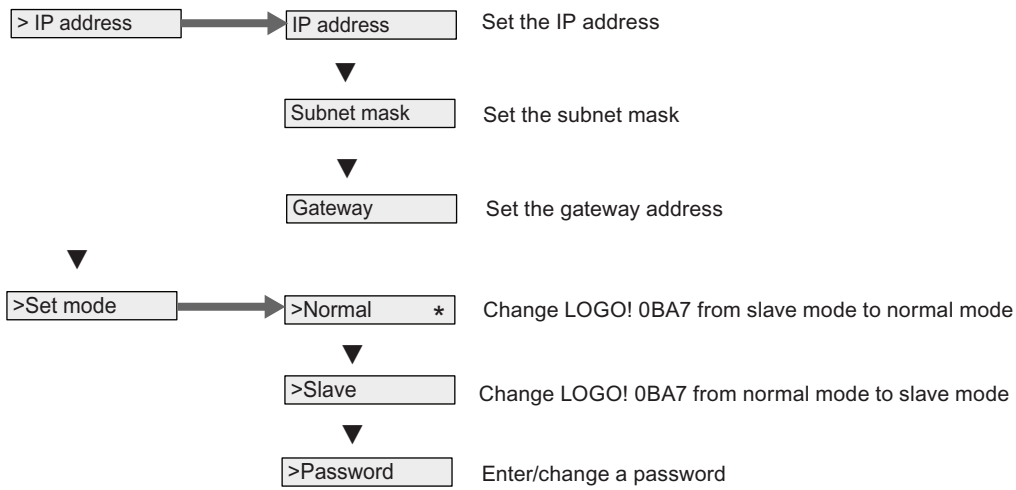 > IP address
IP address
Set the IP address
Subnet mask
Set the subnet mask
Gateway
Set the gateway address
>Set mode
>Normal *
Change LOGO! 0BA7 from slave mode to normal mode
>Slave
Change LOGO! 0BA7 from normal mode to slave mode
>Password
Enter/change a password